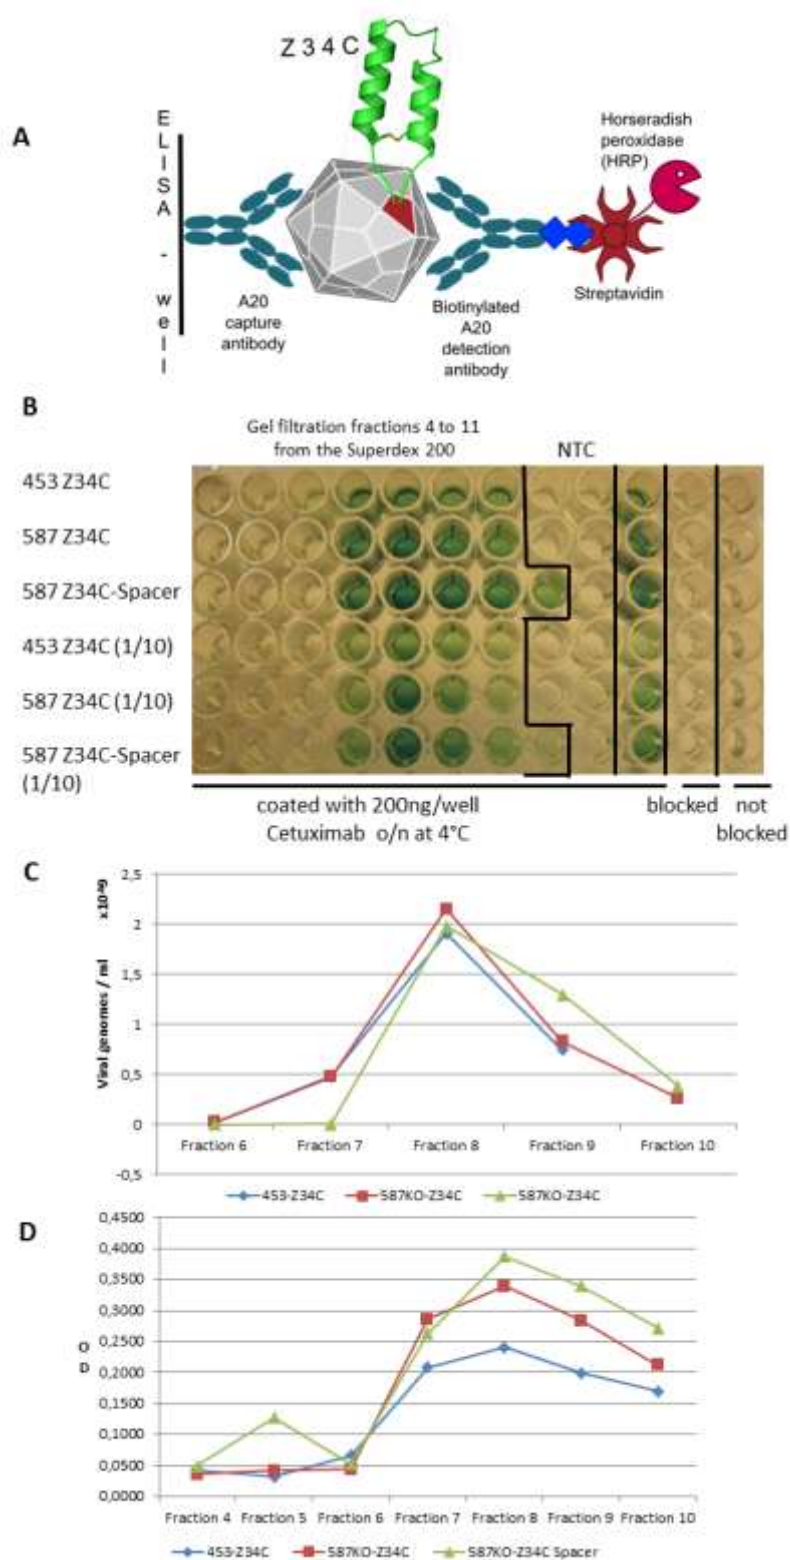 A
Z 3 4 C
ELISA - well
Horseradish
peroxidase
(HRP)
A20
capture
antibody
Biotinylated
A20
detection
antibody
Streptavidin
B
Gel filtration fractions 4 to 11
from the Superdex 200
NTC
453 Z34C
587 Z34C
587 Z34C-Spacer
453 Z34C (1/10)
587 Z34C (1/10)
587 Z34C-Spacer
(1/10)
coated with 200ng/well
Cetuximab o/n at 4°C
blocked
not
blocked
C
Viral genomes / ml
x10^9
2,5
2
1,5
1
0,5
0
-0,5
Fraction 6 Fraction 7 Fraction 8 Fraction 9 Fraction 10
453-Z34C 587KO-Z34C 587KO-Z34C
D
OD
0,4500
0,4000
0,3500
0,3000
0,2500
0,2000
0,1500
0,1000
0,0500
0,0000
Fraction 4 Fraction 5 Fraction 6 Fraction 7 Fraction 8 Fraction 9 Fraction 10
453-Z34C 587KO-Z34C 587KO-Z34C Spacer